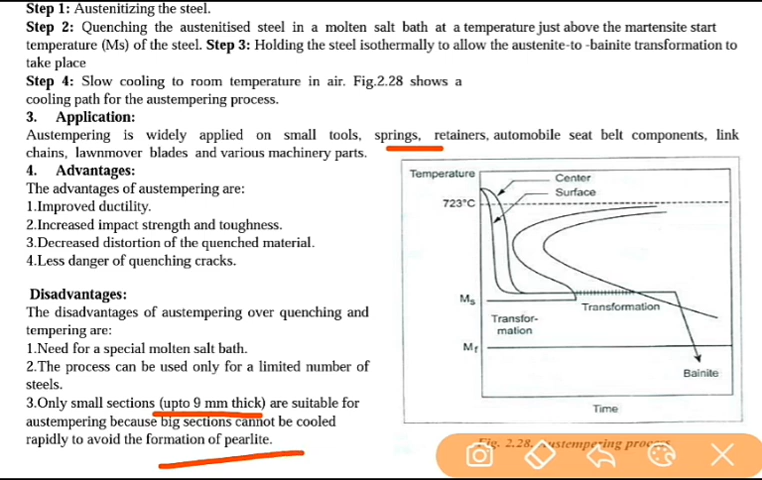 Step 1: Austenitizing the steel.
Step 2: Quenching the austenitised steel in a molten salt bath at a temperature just above the martensite start
temperature (Ms) of the steel. Step 3: Holding the steel isothermally to allow the austenite-to -bainite transformation to
take place
Step 4: Slow cooling to room temperature in air. Fig.2.28 shows a
cooling path for the austempering process.
3. Application:
Austempering is widely applied on small tools, springs, retainers, automobile seat belt components, link
chains, lawnmover blades and various machinery parts.
4. Advantages:
The advantages of austempering are:
1.Improved ductility.
2.Increased impact strength and toughness.
3.Decreased distortion of the quenched material.
4.Less danger of quenching cracks.
Disadvantages:
The disadvantages of austempering over quenching and
tempering are:
1.Need for a special molten salt bath.
2.The process can be used only for a limited number of
steels.
3.Only small sections (upto 9 mm thick) are suitable for
austempering because big sections cannot be cooled
rapidly to avoid the formation of pearlite.
Temperature
Center
Surface
723°C
Ms
Transformation
Transfor-
mation
Mf
Bainite
Time
2.28.